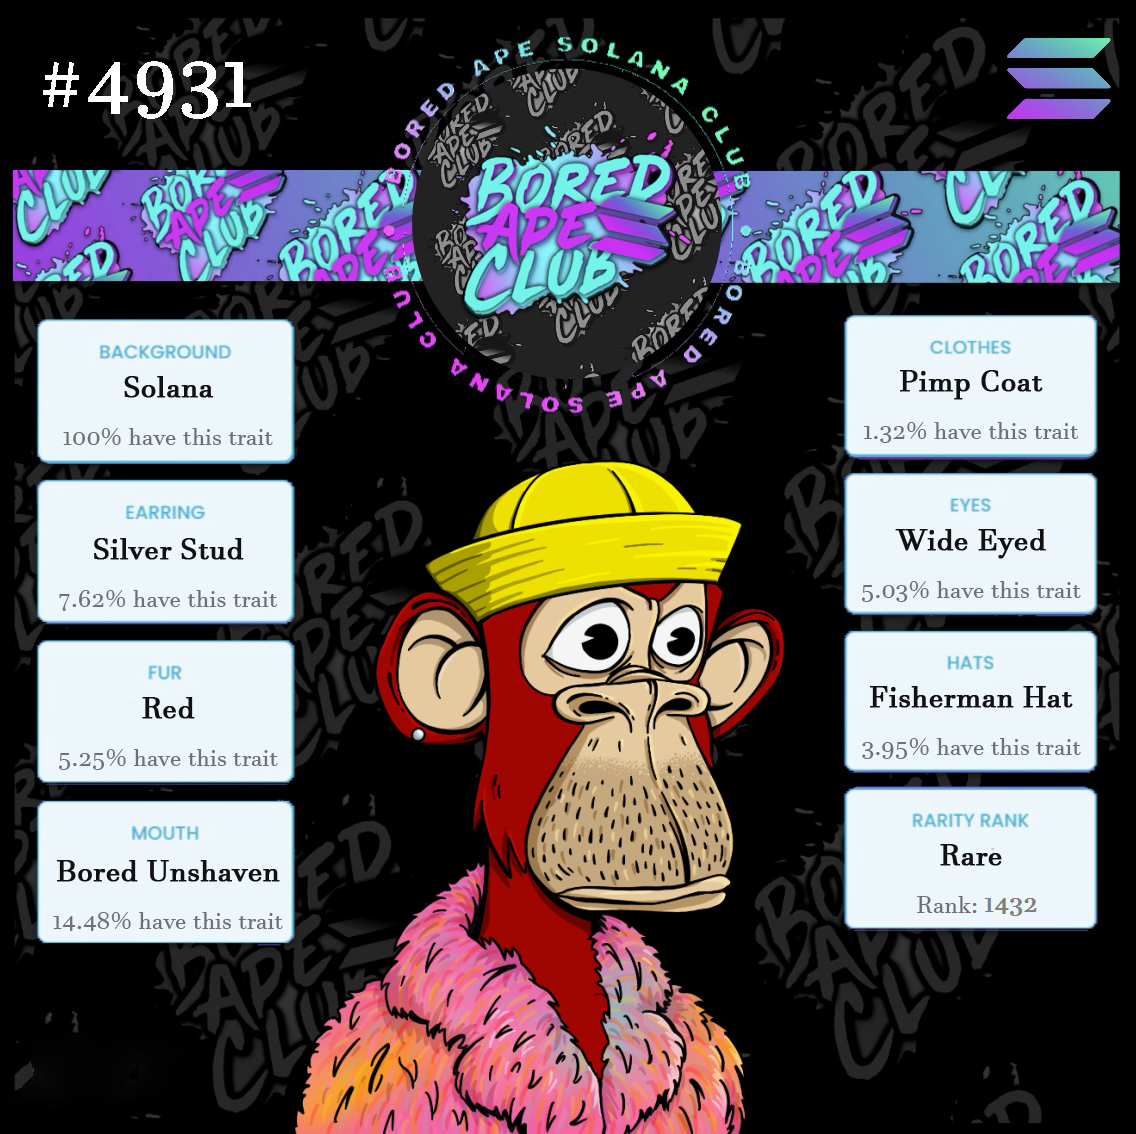 #4931
BORED APE SOLANA CLUB
BORED APE SOLANA CLUB
BORED
APE
CLUB
BACKGROUND
Solana
100% have this trait
EARRING
Silver Stud
7.62% have this trait
FUR
Red
5.25% have this trait
MOUTH
Bored Unshaven
14.48% have this trait
CLOTHES
Pimp Coat
1.32% have this trait
EYES
Wide Eyed
5.03% have this trait
HATS
Fisherman Hat
3.95% have this trait
RARITY RANK
Rare
Rank: 1432